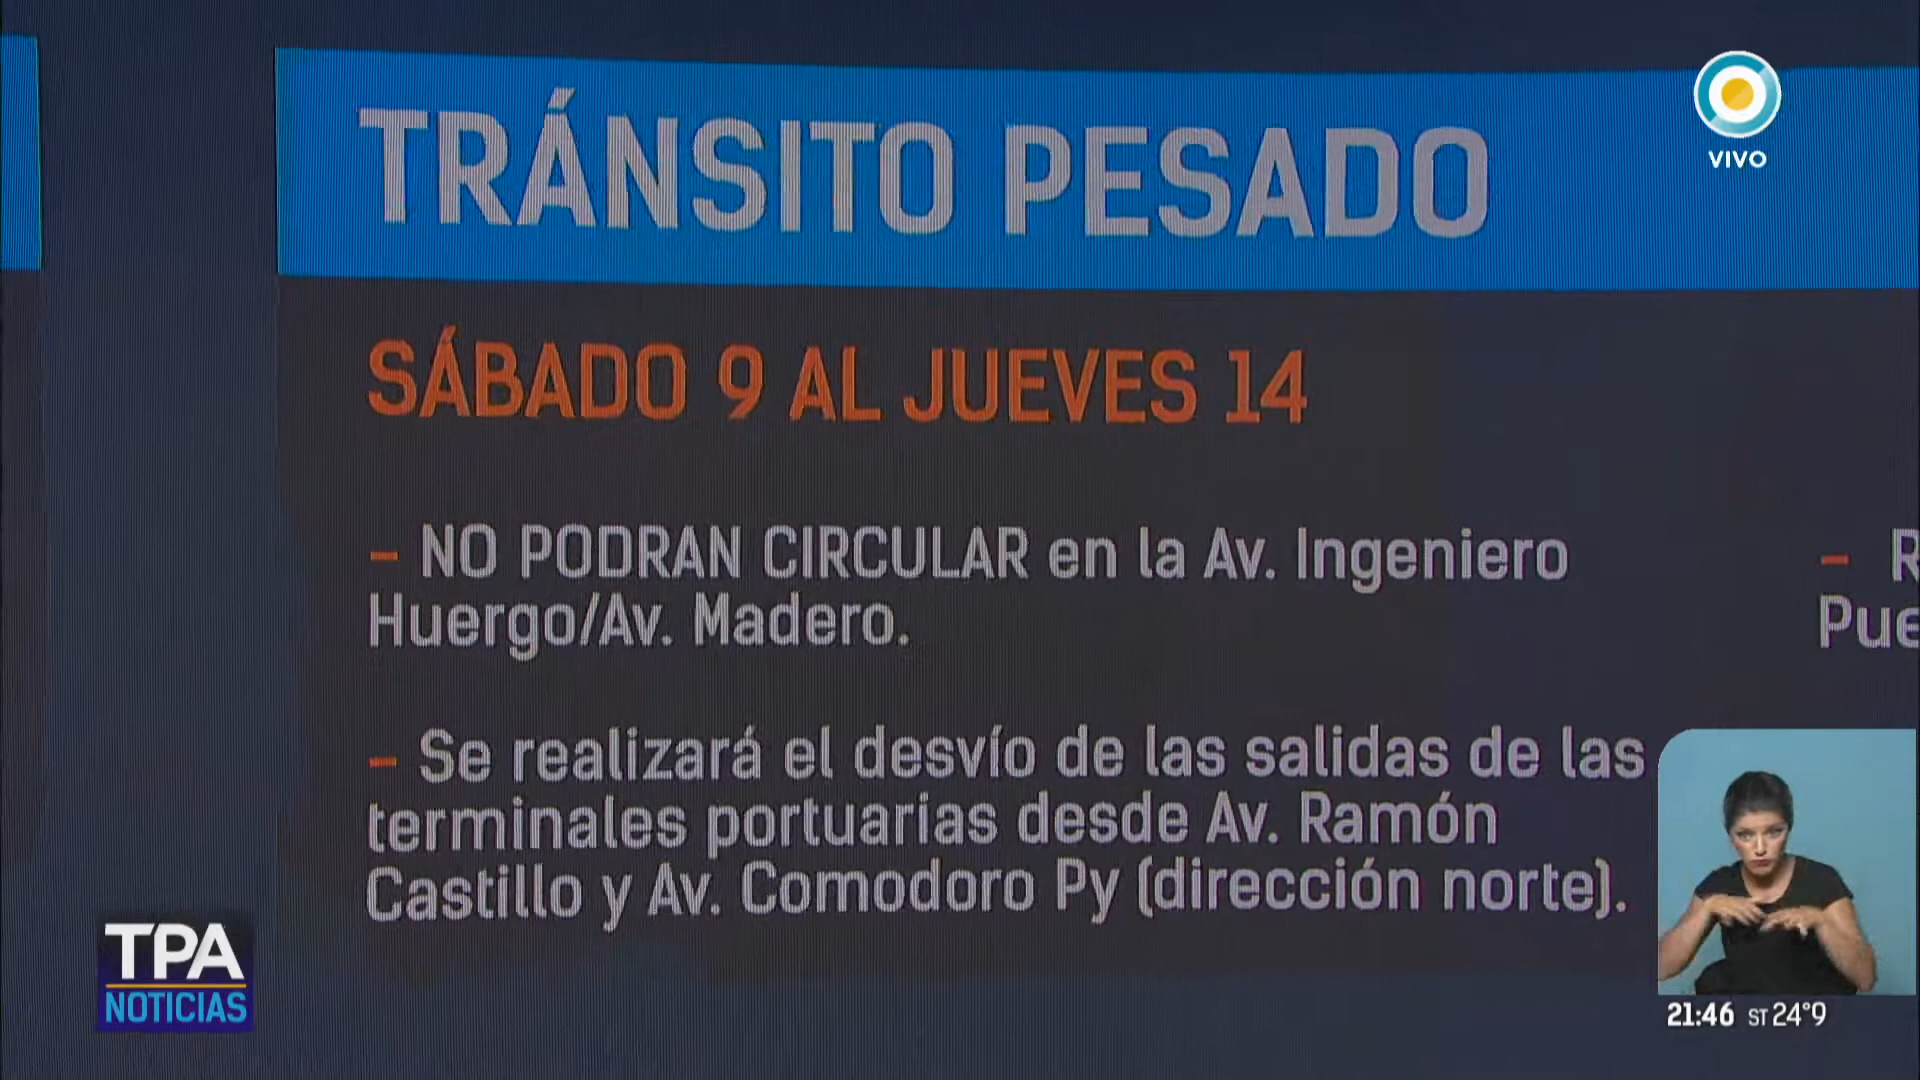 TRÁNSITO PESADO
VIVO
SÁBADO 9 AL JUEVES 14
– NO PODRAN CIRCULAR en la Av. Ingeniero
Huergo/Av. Madero.
– Se realizará el desvío de las salidas de las
terminales portuarias desde Av. Ramón
Castillo y Av. Comodoro Py (dirección norte).
– R
Pue
TPA
NOTICIAS
21:46 ST 24°9